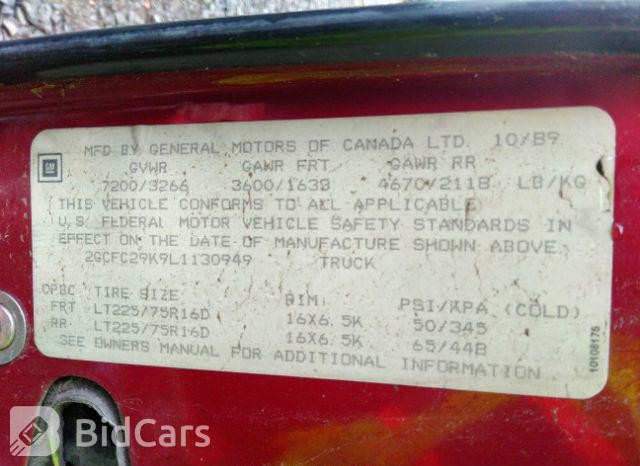 MFD BY GENERAL MOTORS OF CANADA LTD. 10/89
GM
GVWR GAWR FRT GAWR RR
7200/3266 3600/1633 4670/2118 LB/KG
THIS VEHICLE CONFORMS TO ALL APPLICABLE
U.S. FEDERAL MOTOR VEHICLE SAFETY STANDARDS IN
EFFECT ON THE DATE OF MANUFACTURE SHOWN ABOVE.
2GCFC29K9L1130949 TRUCK
TIRE SIZE RIM PSI/KPA (COLD)
FRT LT225/75R16D 16X6.5K 50/345
RR LT225/75R16D 16X6.5K 65/448
SEE OWNERS MANUAL FOR ADDITIONAL INFORMATION
10108175
BidCars